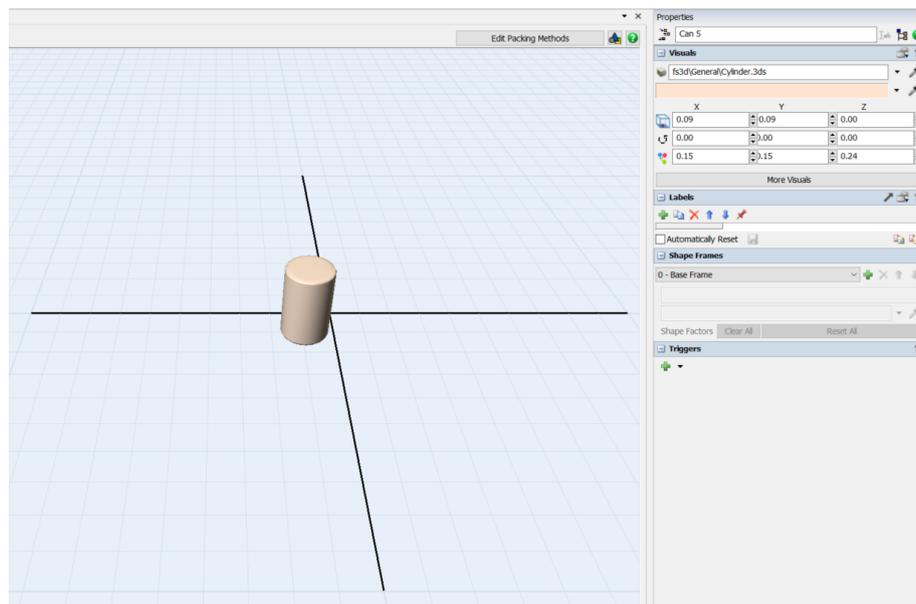 Properties
Edit Packing Methods
Can 5
Visuals
fs3d\General\Cylinder.3ds
X Y Z
0.09 0.09 0.00
0.00 0.00 0.00
0.15 0.15 0.24
More Visuals
Labels
Automatically Reset
Shape Frames
0 - Base Frame
Shape Factors Clear All Reset All
Triggers